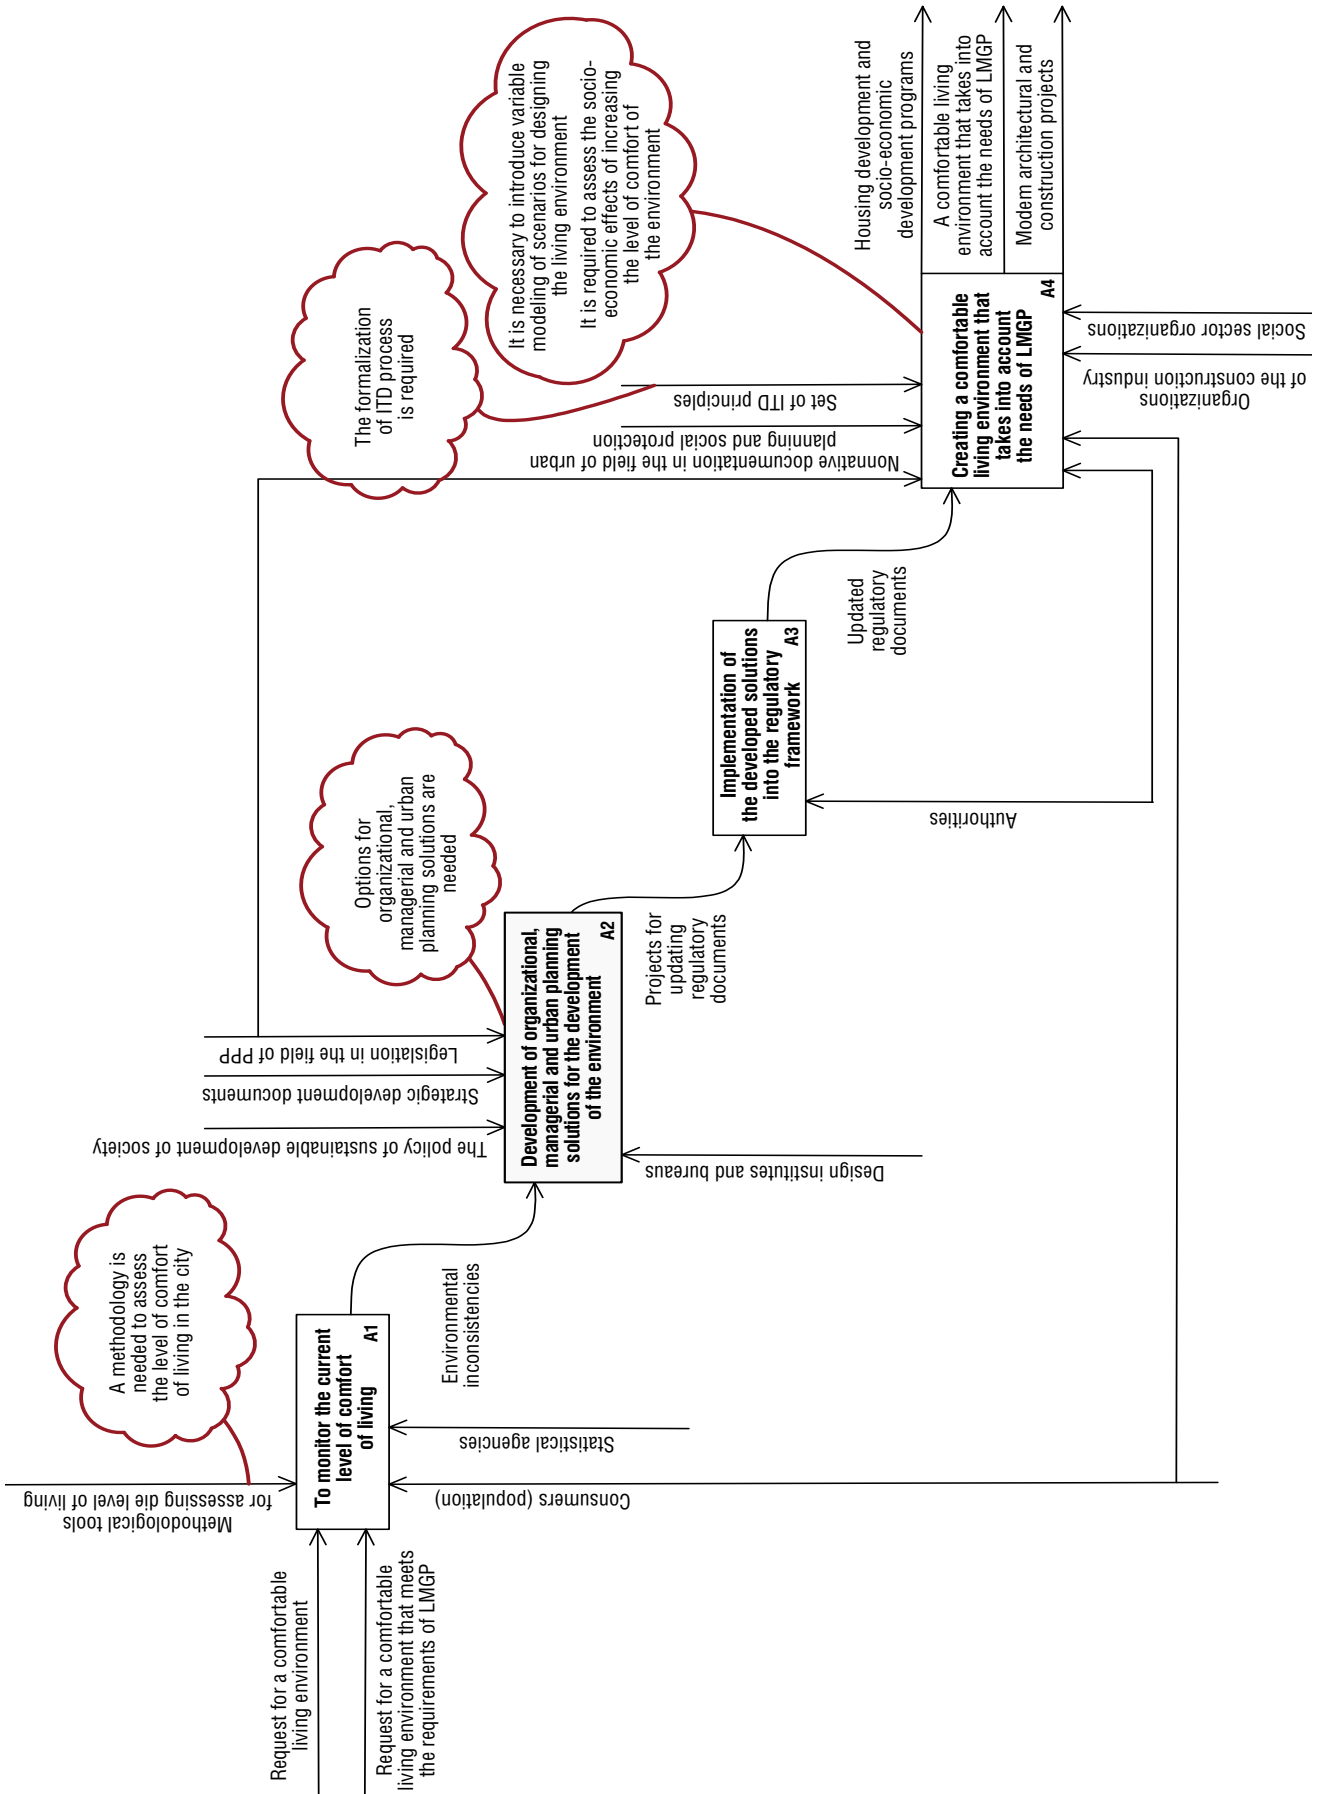 A methodology is
needed to assess
the level of comfort
of living in the city
Methodological tools
for assessing die level of living
Request for a comfortable
living environment
Request for a comfortable
living environment that meets
the requirements of LMGP
To monitor the current
level of comfort
of living
A1
Statistical agencies
Consumers (population)
Environmental
inconsistencies
The policy of sustainable development of society
Strategic development documents
Legislation in the field of PPP
Options for
organizational,
managerial and urban
planning solutions are
needed
Development of organizational,
managerial and urban planning
solutions for the development
of the environment
A2
Design institutes and bureaus
Projects for
updating
regulatory
documents
Implementation of
the developed solutions
into the regulatory
framework
A3
Authorities
Updated
regulatory
documents
The formalization
of ITD process
is required
It is necessary to introduce variable
modeling of scenarios for designing
the living environment
It is required to assess the socio-
economic effects of increasing
the level of comfort of
the environment
Nonnative documentation in the field of urban
planning and social protection
Set of ITD principles
Creating a comfortable
living environment that
takes into account
the needs of LMGP
A4
Organizations
of the construction industry
Social sector organizations
Housing development and
socio-economic
development programs
A comfortable living
environment that takes into
account the needs of LMGP
Modem architectural and
construction projects